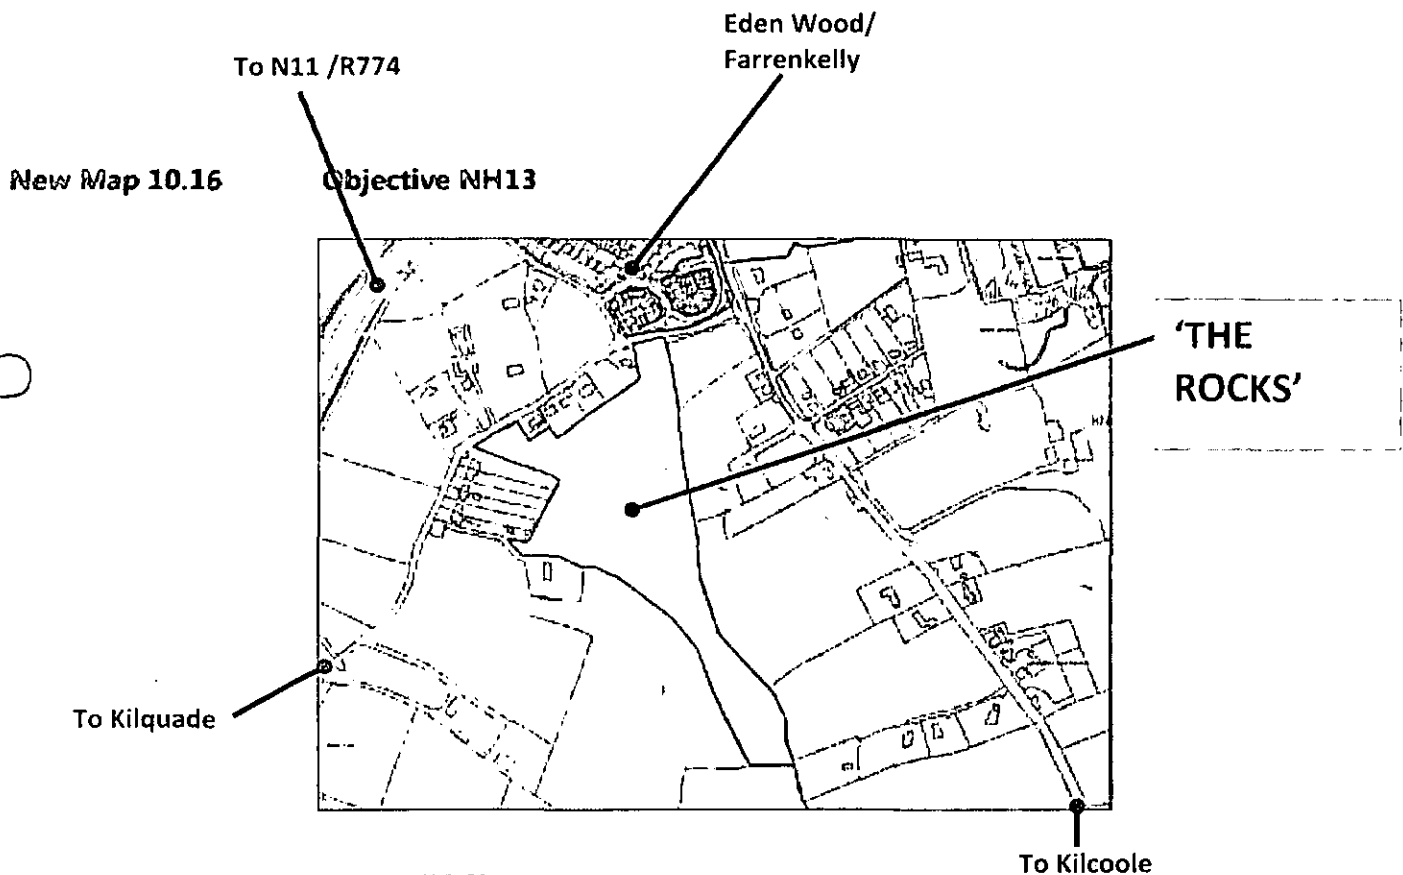 Eden Wood/
Farrenkelly
To N11 /R774
New Map 10.16 Objective NH13
'THE
ROCKS'
To Kilquade
To Kilcoole